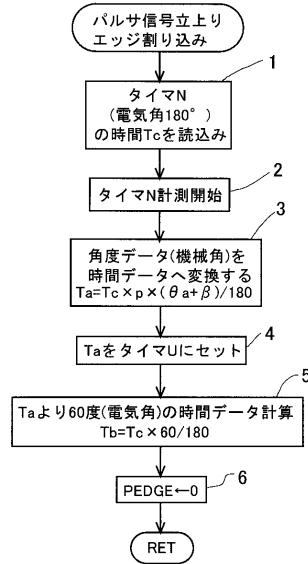 パルサ信号立上り
エッジ割り込み
1
タイマN
(電気角180°)
の時間Tcを読込み
2
タイマN計測開始
3
角度データ(機械角)を
時間データへ変換する
Ta=Tc×p×(θa+β)/180
4
TaをタイマUにセット
5
Taより60度(電気角)の時間データ計算
Tb=Tc×60/180
6
PEDGE←0
RET